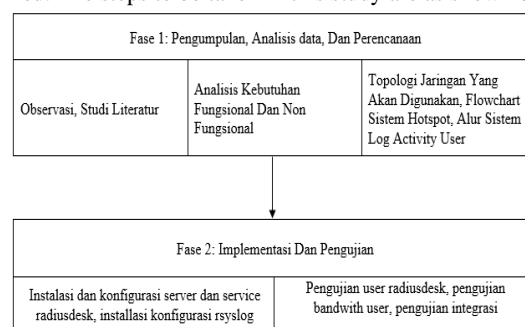 Fase 1: Pengumpulan, Analisis data, Dan Perencanaan
Observasi, Studi Literatur
Analisis Kebutuhan
Fungsional Dan Non
Fungsional
Topologi Jaringan Yang
Akan Digunakan, Flowchart
Sistem Hotspot, Alur Sistem
Log Activity User
Fase 2: Implementasi Dan Pengujian
Instalasi dan konfigurasi server dan service
radiusdesk, installasi konfigurasi rsyslog
Pengujian user radiusdesk, pengujian
bandwith user, pengujian integrasi